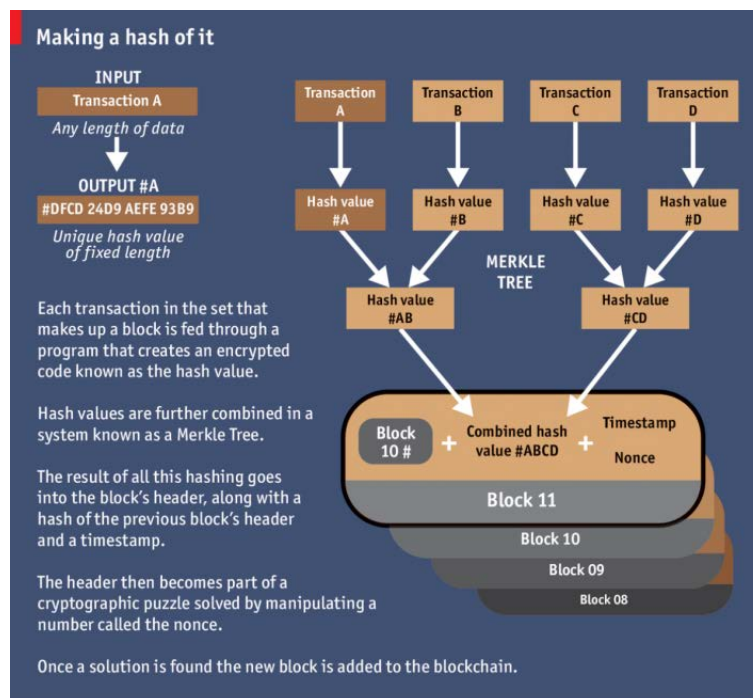 Making a hash of it
INPUT
Transaction A
Any length of data
OUTPUT #A
#DFCD 24D9 AEFE 93B9
Unique hash value
of fixed length
Each transaction in the set that
makes up a block is fed through a
program that creates an encrypted
code known as the hash value.
Hash values are further combined in a
system known as a Merkle Tree.
The result of all this hashing goes
into the block’s header, along with a
hash of the previous block’s header
and a timestamp.
The header then becomes part of a
cryptographic puzzle solved by manipulating a
number called the nonce.
Once a solution is found the new block is added to the blockchain.
Transaction
A
Transaction
B
Transaction
C
Transaction
D
Hash value
#A
Hash value
#B
Hash value
#C
Hash value
#D
MERKLE
TREE
Hash value
#AB
Hash value
#CD
Block
10 #
+
Combined hash
value #ABCD
+
Timestamp
Nonce
Block 11
Block 10
Block 09
Block 08